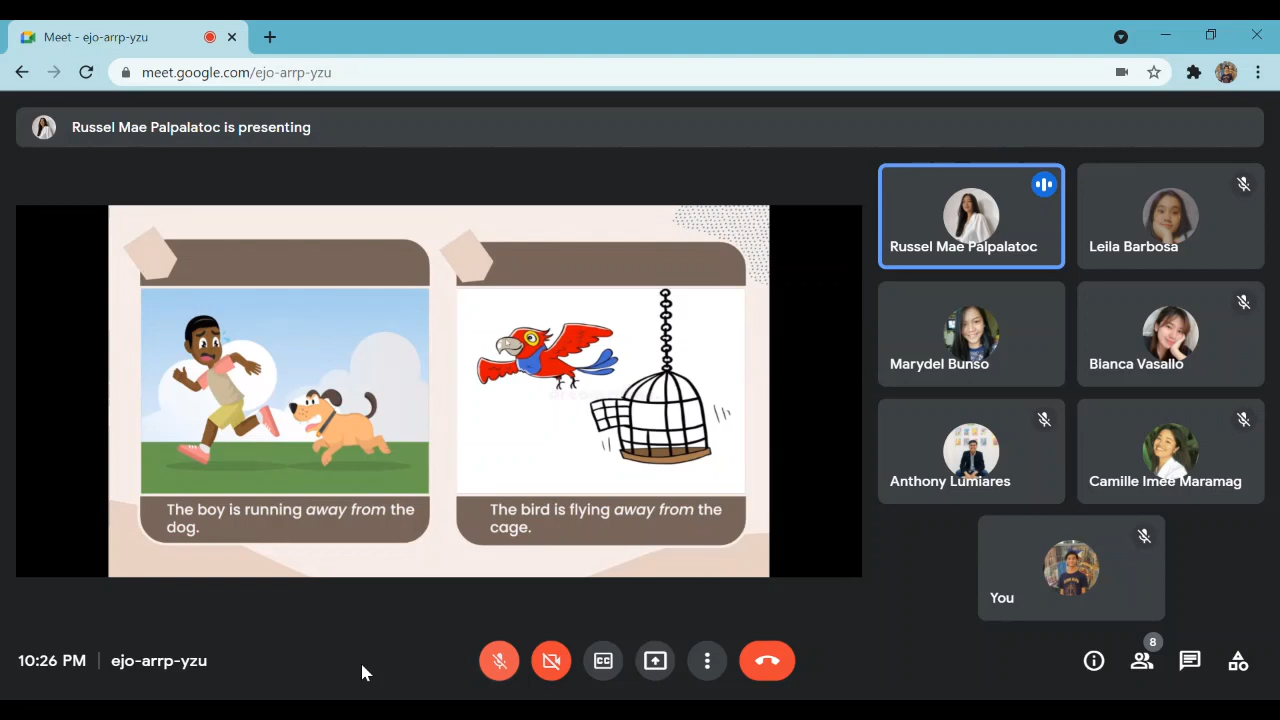 Meet - ejo-arrp-yzu
meet.google.com/ejo-arrp-yzu
Russel Mae Palpalatoc is presenting
The boy is running away from the
dog.
The bird is flying away from the
cage.
Russel Mae Palpalatoc
Leila Barbosa
Marydel Bunso
Bianca Vasallo
Anthony Lumiares
Camille Imee Maramag
You
10:26 PM
ejo-arrp-yzu
CC
8